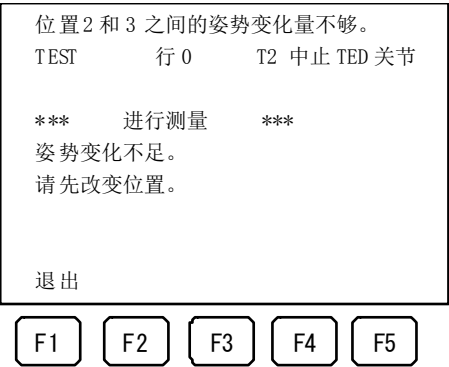 位置2 和 3 之间的姿势变化量不够。
TEST 行 0 T2 中止 TED 关节
*** 进行测量 ***
姿势变化不足。
请先改变位置。
退出
F1 F2 F3 F4 F5